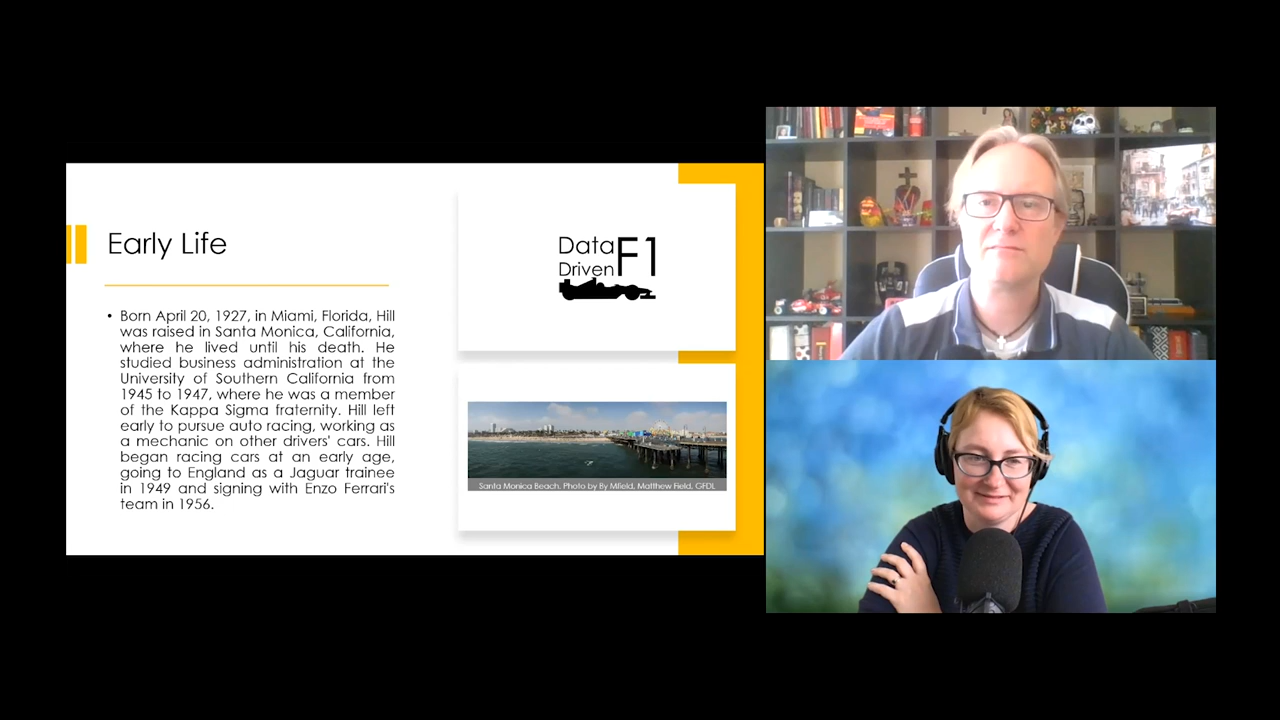 Early Life
• Born April 20, 1927, in Miami, Florida, Hill
was raised in Santa Monica, California,
where he lived until his death. He
studied business administration at the
University of Southern California from
1945 to 1947, where he was a member
of the Kappa Sigma fraternity. Hill left
early to pursue auto racing, working as
a mechanic on other drivers' cars. Hill
began racing cars at an early age,
going to England as a Jaguar trainee
in 1949 and signing with Enzo Ferrari's
team in 1956.
Data
Driven
F1
Santa Monica Beach. Photo by By Mfield, Matthew Field, GFDL